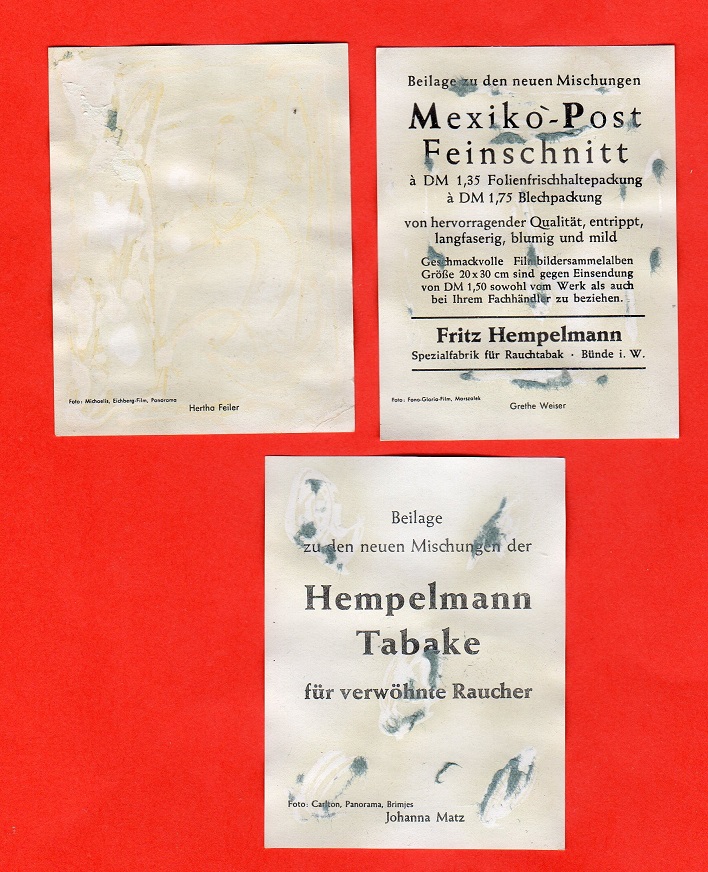 Foto: Michaelis, Eichberg-Film, Panorama
Hertha Feiler
Beilage zu den neuen Mischungen
Mexiko-Post
Feinschnitt
à DM 1,35 Folienfrischhaltepackung
à DM 1,75 Blechpackung
von hervorragender Qualität, entrippt,
langfaserig, blumig und mild
Geschmackvolle Filmbildersammelalben
Größe 20 x 30 cm sind gegen Einsendung
von DM 1,50 sowohl vom Werk als auch
bei Ihrem Fachhändler zu beziehen.
Fritz Hempelmann
Spezialfabrik für Rauchtabak · Bünde i. W.
Foto: Fono-Gloria-Film, Marszalek
Grethe Weiser
Beilage
zu den neuen Mischungen der
Hempelmann
Tabake
für verwöhnte Raucher
Foto: Carlton, Panorama, Brimjes
Johanna Matz